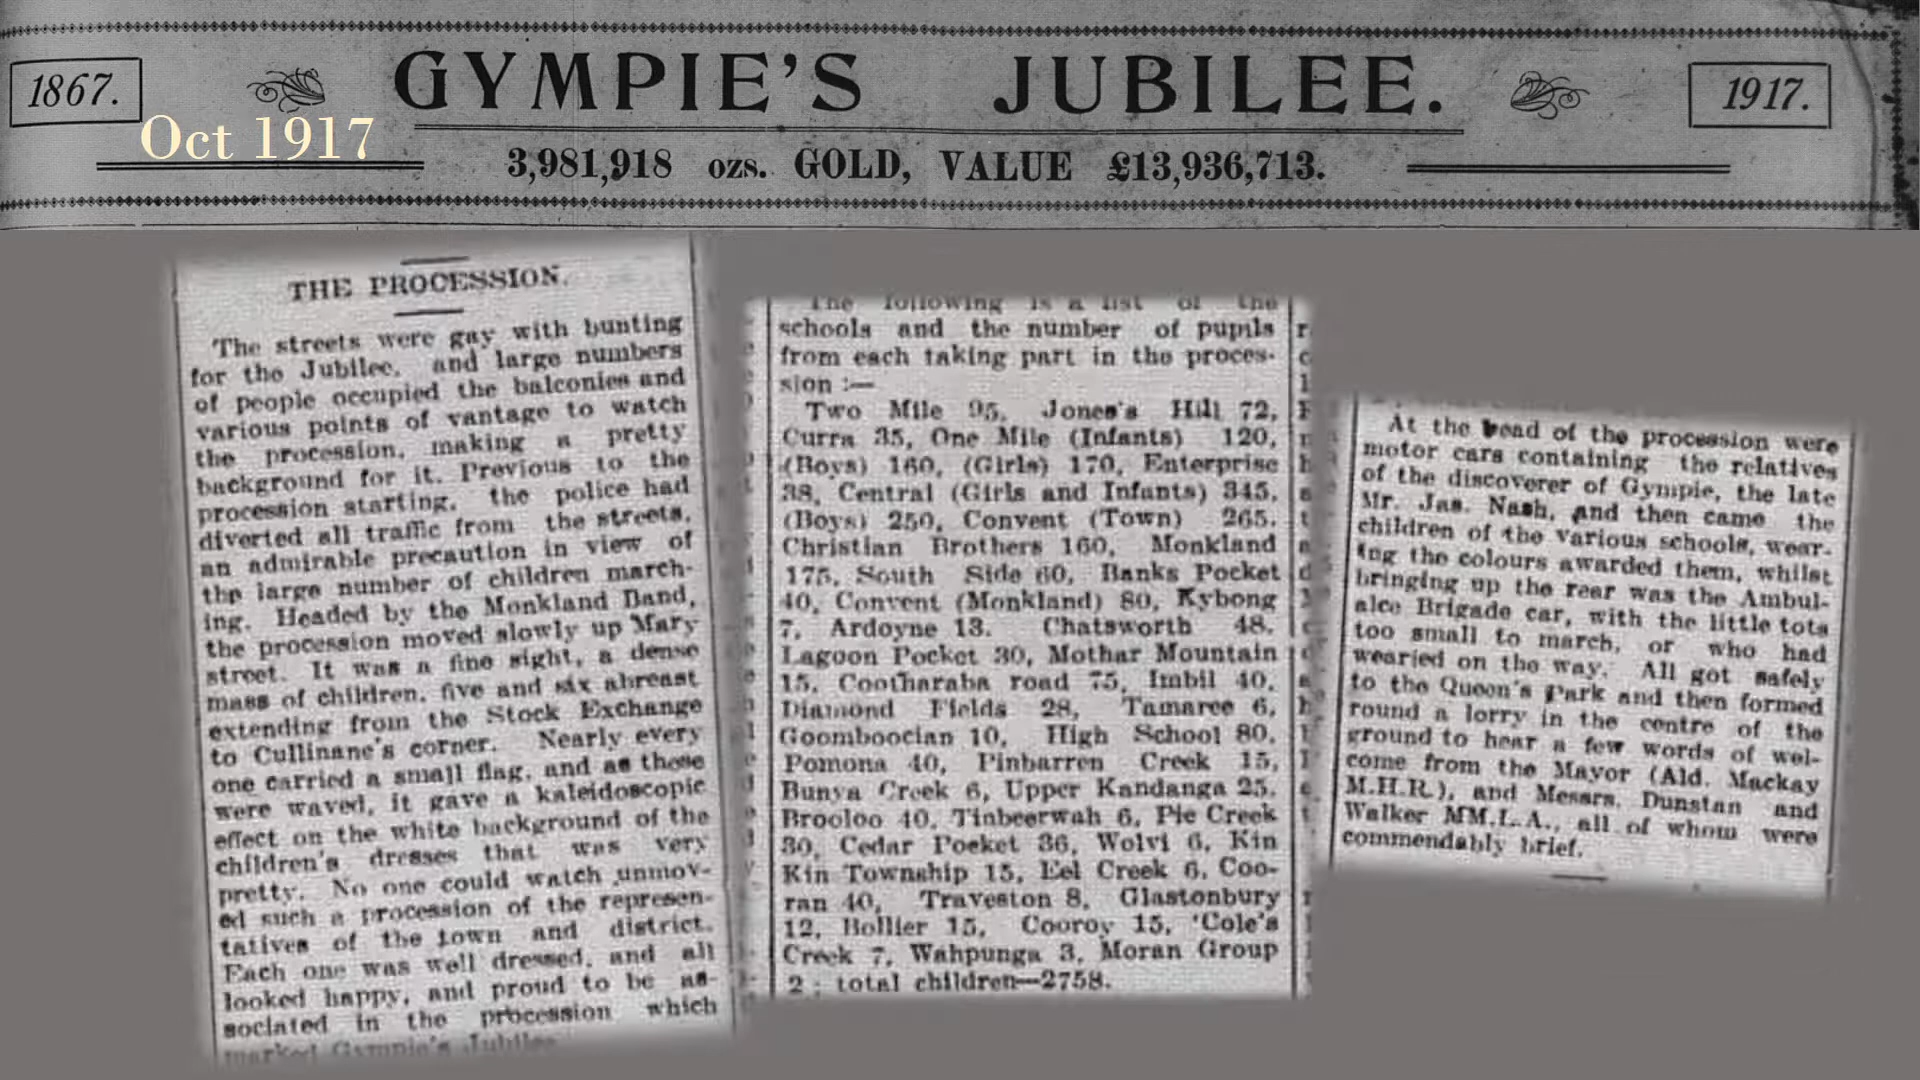 1867.
GYMPIE'S JUBILEE.
1917.
Oct 1917
3,981,918 ozs. GOLD, VALUE £13,936,713.
THE PROCESSION.
The streets were gay with bunting
for the Jubilee, and large numbers
of people occupied the balconies and
various points of vantage to watch
the procession, making a pretty
background for it. Previous to the
procession starting, the police had
diverted all traffic from the streets,
an admirable precaution in view of
the large number of children march-
ing. Headed by the Monkland Band,
the procession moved slowly up Mary
street. It was a fine sight, a dense
mass of children, five and six abreast
extending from the Stock Exchange
to Cullinane's corner. Nearly every
one carried a small flag, and as those
were waved, it gave a kaleidoscopic
effect on the white background of the
children's dresses that was very
pretty. No one could watch unmov-
ed such a procession of the represen-
tatives of the town and district.
Each one was well dressed, and all
looked happy, and proud to be as-
sociated in the procession which
marked Gympie's Jubilee
The following is a list of the
schools and the number of pupils
from each taking part in the proces-
sion :—
Two Mile 95, Jones's Hill 72,
Curra 35, One Mile (Infants) 120,
(Boys) 160, (Girls) 170, Enterprise
38, Central (Girls and Infants) 345,
(Boys) 250, Convent (Town) 265.
Christian Brothers 160, Monkland
175, South Side 60, Banks Pocket
40, Convent (Monkland) 80, Kybong
7, Ardoyne 13. Chatsworth 48.
Lagoon Pocket 30, Mothar Mountain
15, Cootharaba road 75, Imbil 40,
Diamond Fields 28, Tamaree 6,
Goomboocian 10, High School 80,
Pomona 40, Pinbarren Creek 15,
Bunya Creek 6, Upper Kandanga 25,
Brooloo 40, Tinbeerwah 6, Pie Creek
30, Cedar Pocket 36, Wolvi 6, Kin
Kin Township 15, Eel Creek 6, Coo-
ran 40, Traveston 8, Glastonbury
12, Bollier 15, Cooroy 15, 'Cole's
Creek 7, Wahpunga 3, Moran Group
2 ; total children—2758.
At the head of the procession were
motor cars containing the relatives
of the discoverer of Gympie, the late
Mr. Jas. Nash, and then came the
children of the various schools, wear-
ing the colours awarded them, whilst
bringing up the rear was the Ambul-
alce Brigade car, with the little tots
too small to march, or who had
wearied on the way. All got safely
to the Queen's Park and then formed
round a lorry in the centre of the
ground to hear a few words of wel-
come from the Mayor (Ald. Mackay
M.H.R.), and Messrs. Dunstan and
Walker MM.L.A., all of whom were
commendably brief.